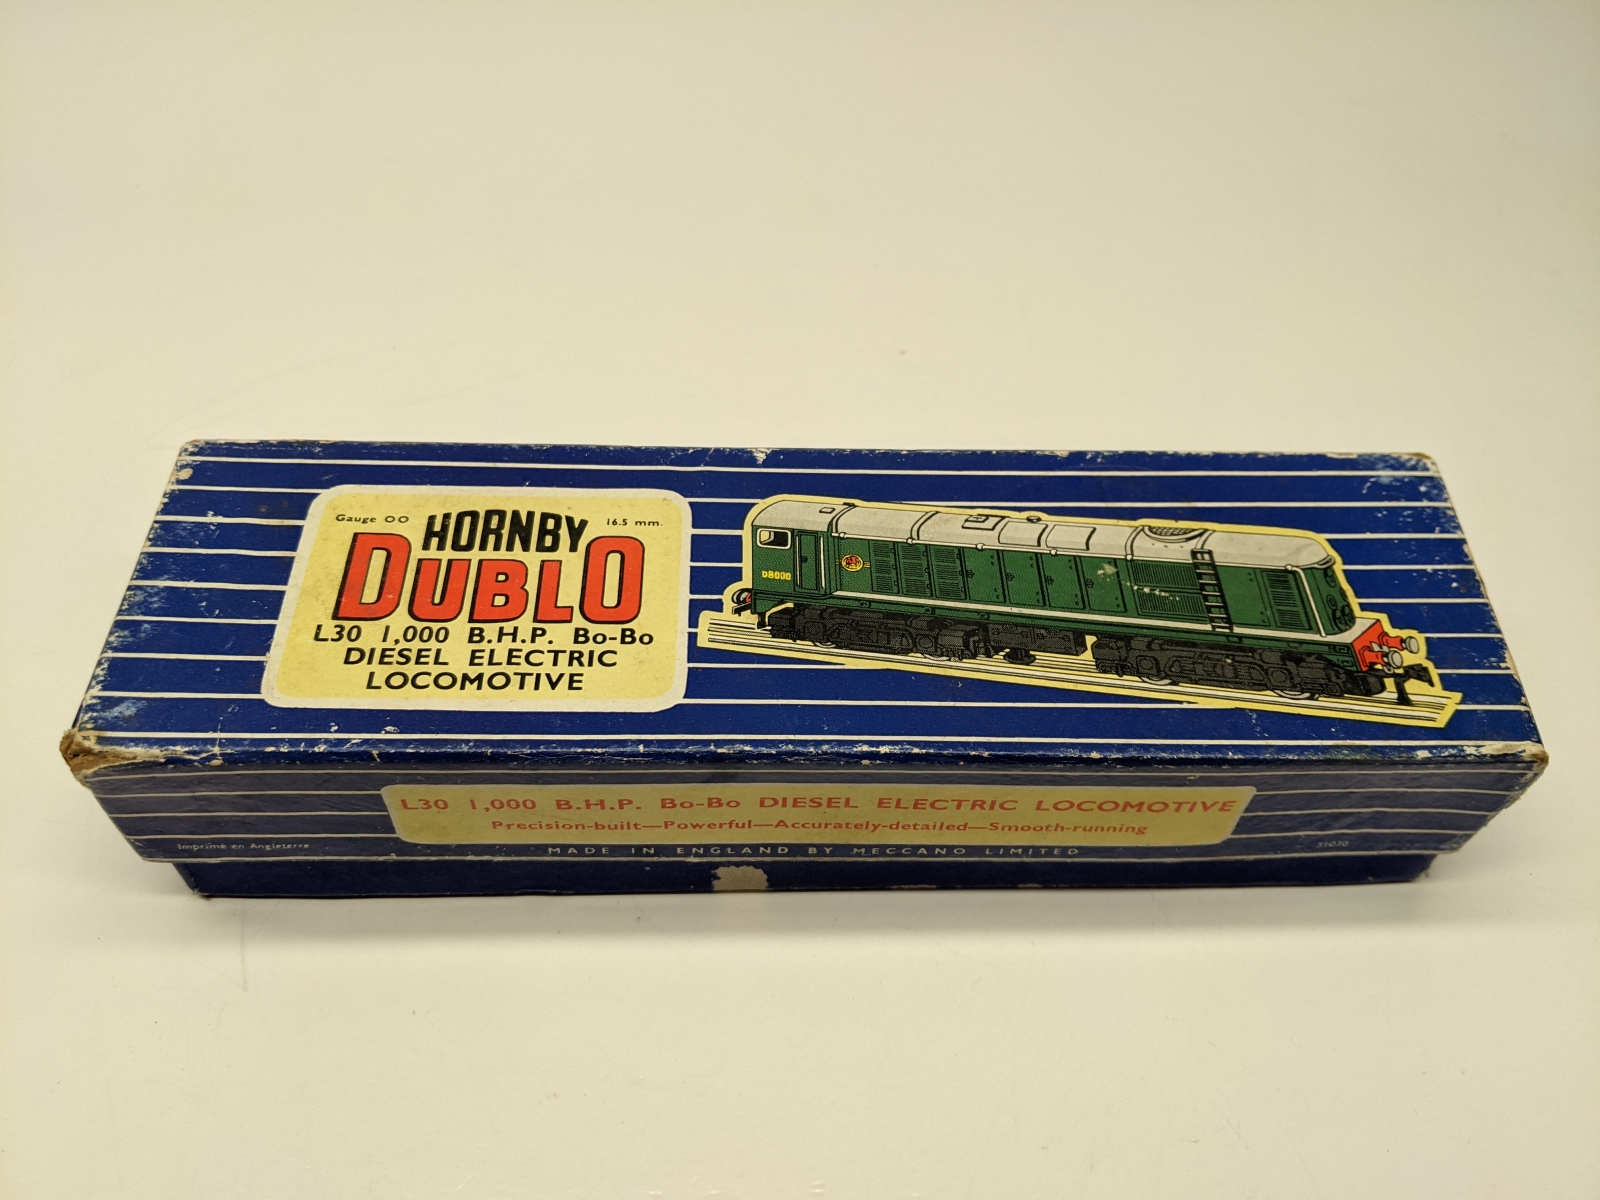 Gauge OO HORNBY 16.5 mm.
DUBLO
L30 1,000 B.H.P. Bo-Bo
DIESEL ELECTRIC
LOCOMOTIVE
D8000
L30 1,000 B.H.P. Bo-Bo DIESEL ELECTRIC LOCOMOTIVE
Precision-built—Powerful—Accurately-detailed—Smooth-running
Imprimé en Angleterre
MADE IN ENGLAND BY MECCANO LIMITED